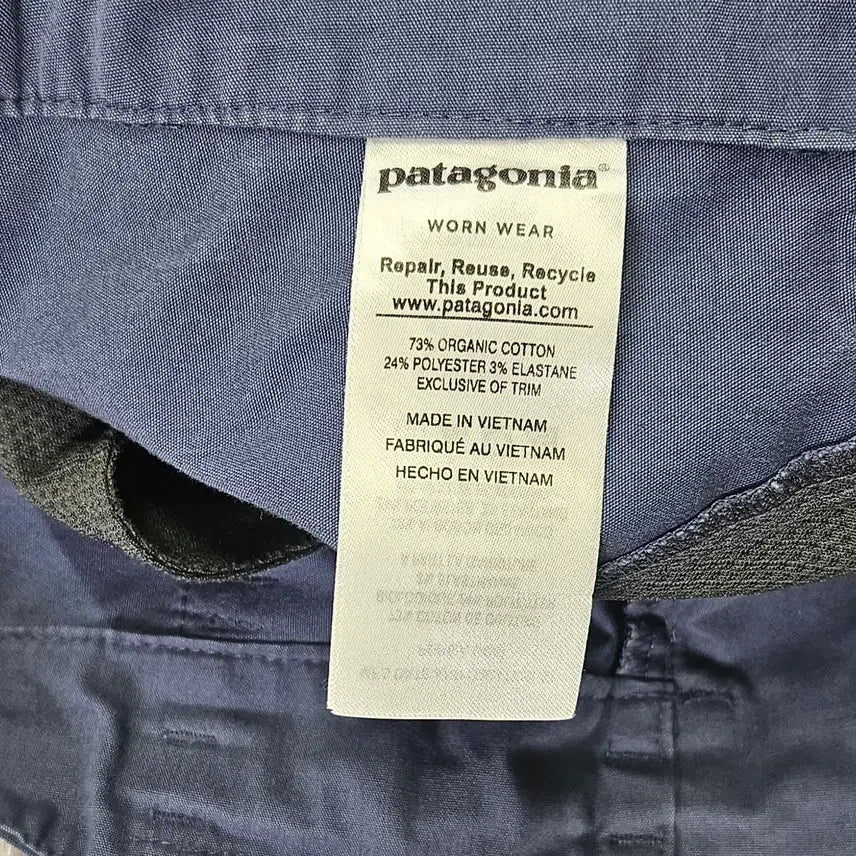 patagonia®
WORN WEAR
Repair, Reuse, Recycle
This Product
www.patagonia.com
73% ORGANIC COTTON
24% POLYESTER 3% ELASTANE
EXCLUSIVE OF TRIM
MADE IN VIETNAM
FABRIQUÉ AU VIETNAM
HECHO EN VIETNAM